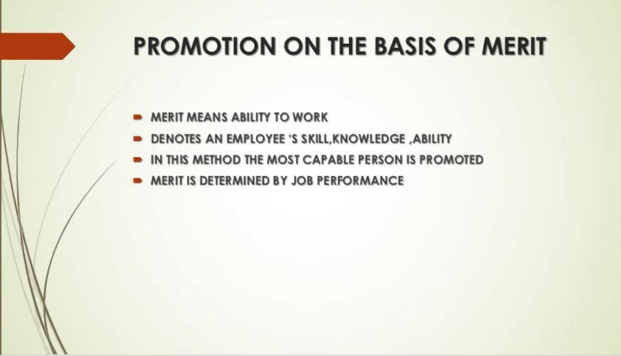 PROMOTION ON THE BASIS OF MERIT
MERIT MEANS ABILITY TO WORK
DENOTES AN EMPLOYEE 'S SKILL,KNOWLEDGE ,ABILITY
IN THIS METHOD THE MOST CAPABLE PERSON IS PROMOTED
MERIT IS DETERMINED BY JOB PERFORMANCE